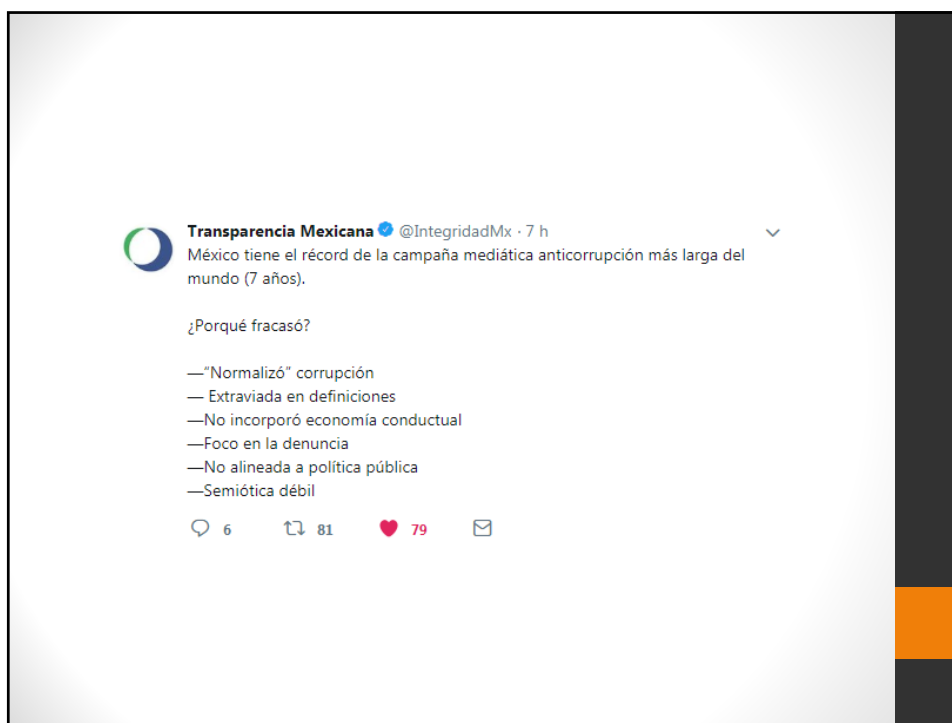 Transparencia Mexicana @IntegridadMx · 7 h
México tiene el récord de la campaña mediática anticorrupción más larga del
mundo (7 años).
¿Porqué fracasó?
—“Normalizó” corrupción
— Extraviada en definiciones
—No incorporó economía conductual
—Foco en la denuncia
—No alineada a política pública
—Semiótica débil
6 81 79